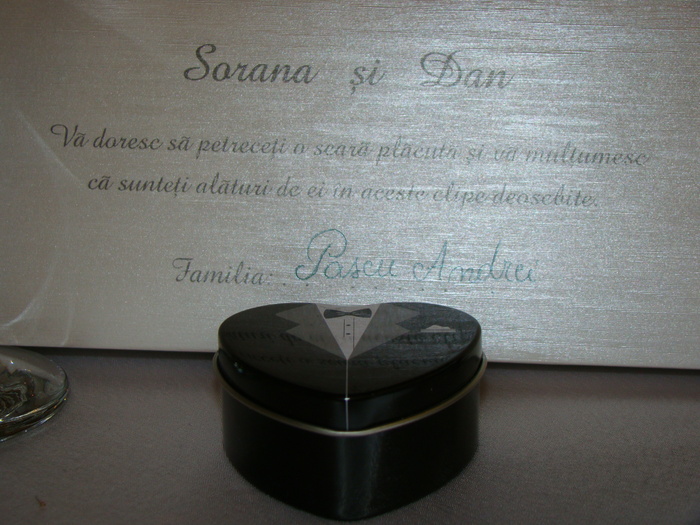 Sorana și Dan
Vă doresc să petreceți o seară plăcută și vă mulțumesc
că sunteți alături de ei în aceste clipe deosebite.
Familia: Pascu Andrei